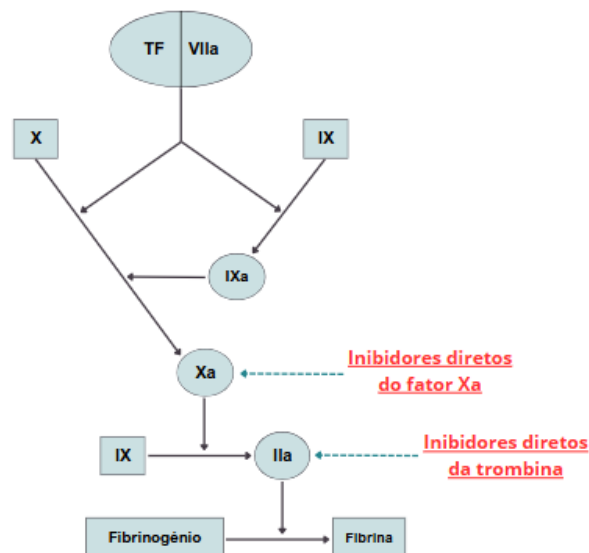 TF VIIa
X
IX
IXa
Xa
Inibidores diretos
do fator Xa
IX
IIa
Inibidores diretos
da trombina
Fibrinogénio
Fibrina